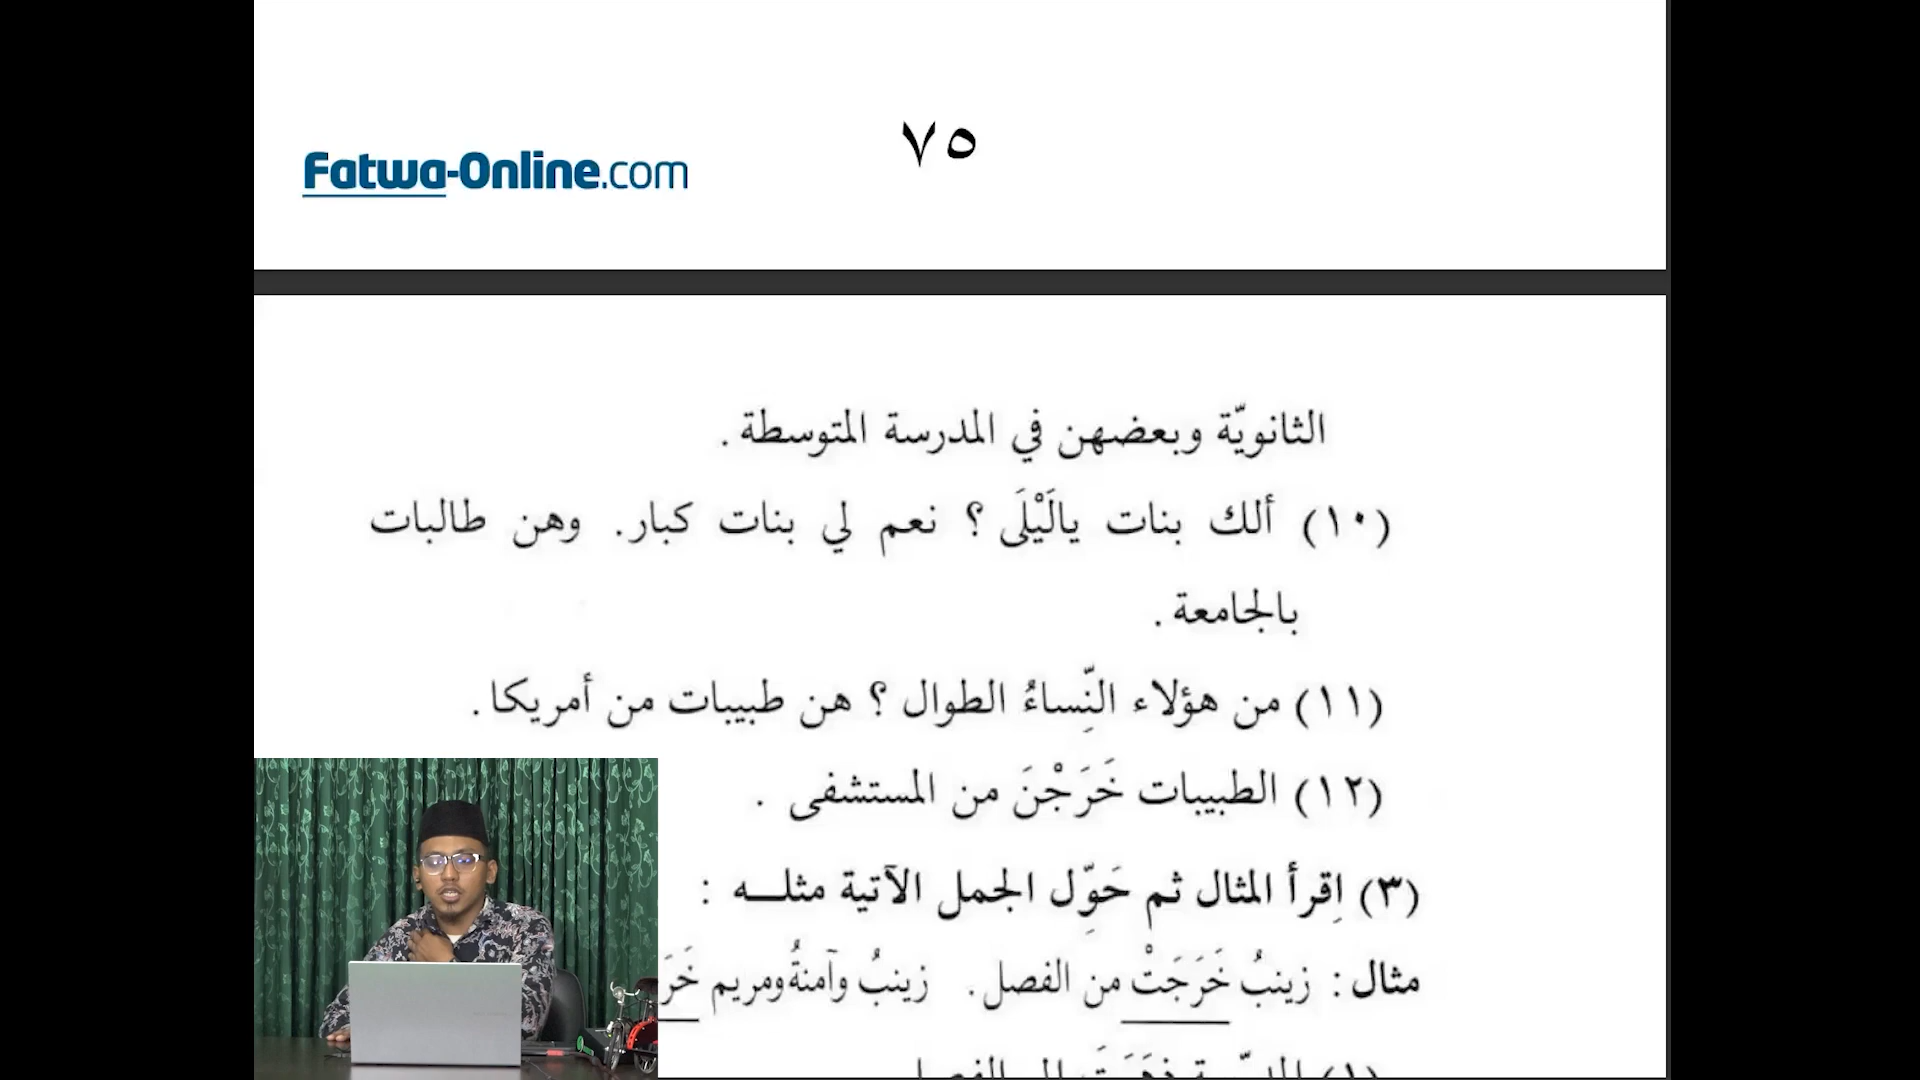 ٧٥
Fatwa-Online.com
الثانويّة وبعضهن في المدرسة المتوسطة .
(١٠) ألك بنات يالَيْلَى ؟ نعم لي بنات كبار. وهن طالبات
بالجامعة .
(١١) من هؤلاء النِّساءُ الطوال ؟ هن طبيبات من أمريكا .
(١٢) الطبيبات خَرَجْنَ من المستشفى .
(٣) اِقرأ المثال ثم حَوِّل الجمل الآتية مثلـــه :
مثال : زينبُ خَرَجَتْ من الفصل . زينبُ وآمنةُ ومريم